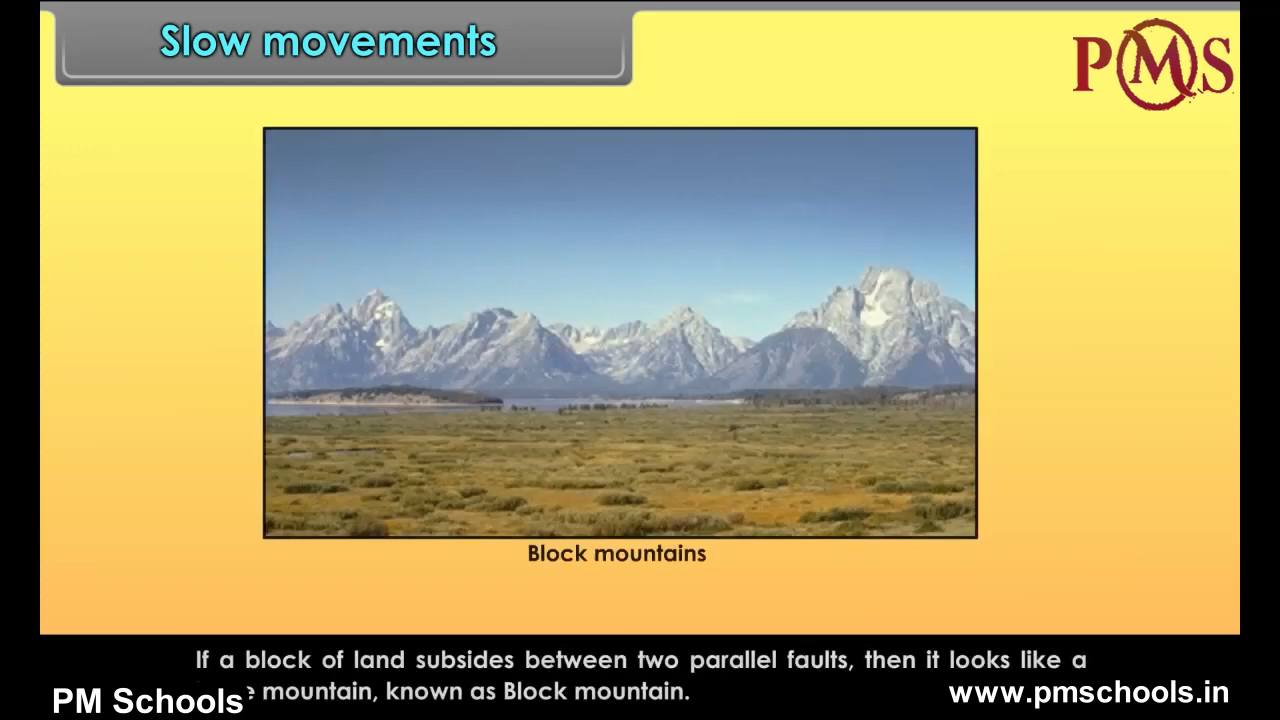 Slow movements
PMS
Block mountains
If a block of land subsides between two parallel faults, then it looks like a
mountain, known as Block mountain.
PM Schools
www.pmschools.in